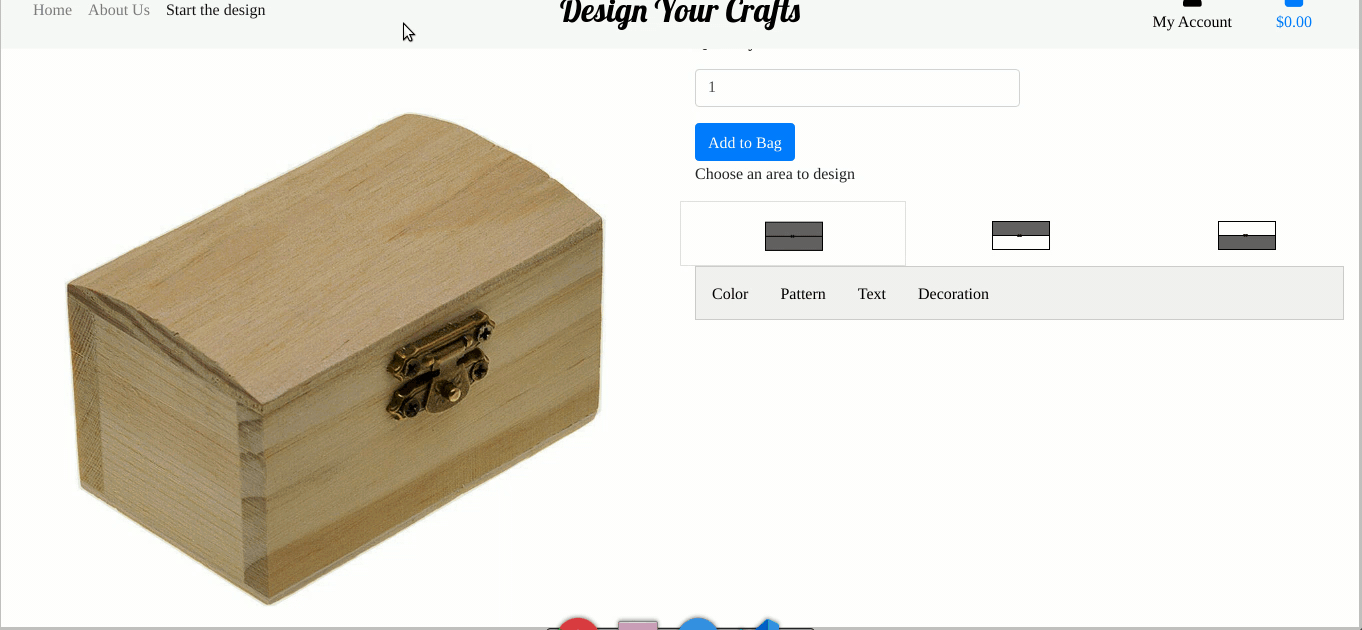 Home About Us Start the design
Design Your Crafts
My Account $0.00
1
Add to Bag
Choose an area to design
Color Pattern Text Decoration